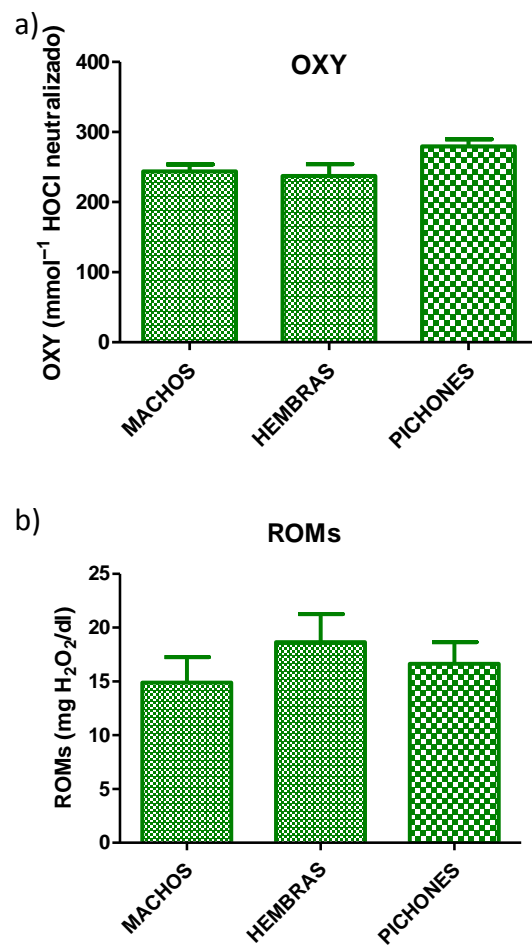 a)
OXY
OXY (mmol⁻¹ HOCl neutralizado)
400
300
200
100
0
MACHOS
HEMBRAS
PICHONES
b)
ROMs
ROMs (mg H₂O₂/dl)
25
20
15
10
5
0
MACHOS
HEMBRAS
PICHONES